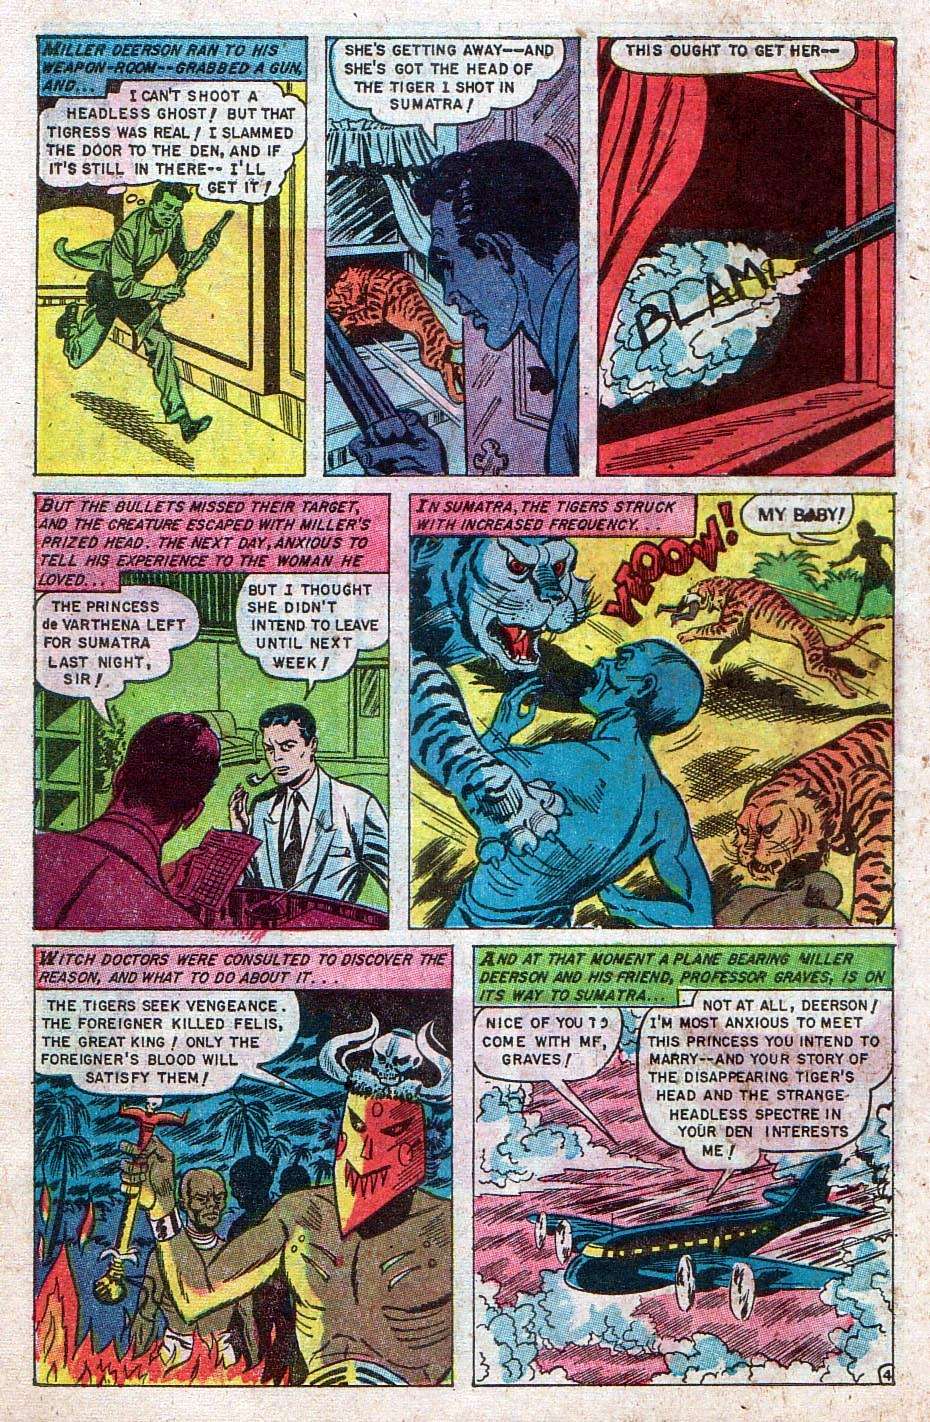 MILLER DEERSON RAN TO HIS
WEAPON-ROOM--GRABBED A GUN,
AND...
I CAN'T SHOOT A
HEADLESS GHOST! BUT THAT
TIGRESS WAS REAL! I SLAMMED
THE DOOR TO THE DEN, AND IF
IT'S STILL IN THERE-- I'LL
GET IT!
SHE'S GETTING AWAY--AND
SHE'S GOT THE HEAD OF
THE TIGER I SHOT IN
SUMATRA!
THIS OUGHT TO GET HER--
BLAM!
BUT THE BULLETS MISSED THEIR TARGET,
AND THE CREATURE ESCAPED WITH MILLER'S
PRIZED HEAD. THE NEXT DAY, ANXIOUS TO
TELL HIS EXPERIENCE TO THE WOMAN HE
LOVED...
THE PRINCESS
de VARTHENA LEFT
FOR SUMATRA
LAST NIGHT,
SIR!
BUT I THOUGHT
SHE DIDN'T
INTEND TO LEAVE
UNTIL NEXT
WEEK!
IN SUMATRA, THE TIGERS STRUCK
WITH INCREASED FREQUENCY...
YEOOW!
MY BABY!
WITCH DOCTORS WERE CONSULTED TO DISCOVER THE
REASON, AND WHAT TO DO ABOUT IT...
THE TIGERS SEEK VENGEANCE.
THE FOREIGNER KILLED FELIS,
THE GREAT KING! ONLY THE
FOREIGNER'S BLOOD WILL
SATISFY THEM!
AND AT THAT MOMENT A PLANE BEARING MILLER
DEERSON AND HIS FRIEND, PROFESSOR GRAVES, IS ON
ITS WAY TO SUMATRA...
NICE OF YOU TO
COME WITH ME,
GRAVES!
NOT AT ALL, DEERSON!
I'M MOST ANXIOUS TO MEET
THIS PRINCESS YOU INTEND TO
MARRY--AND YOUR STORY OF
THE DISAPPEARING TIGER'S
HEAD AND THE STRANGE
HEADLESS SPECTRE IN
YOUR DEN INTERESTS
ME!
4